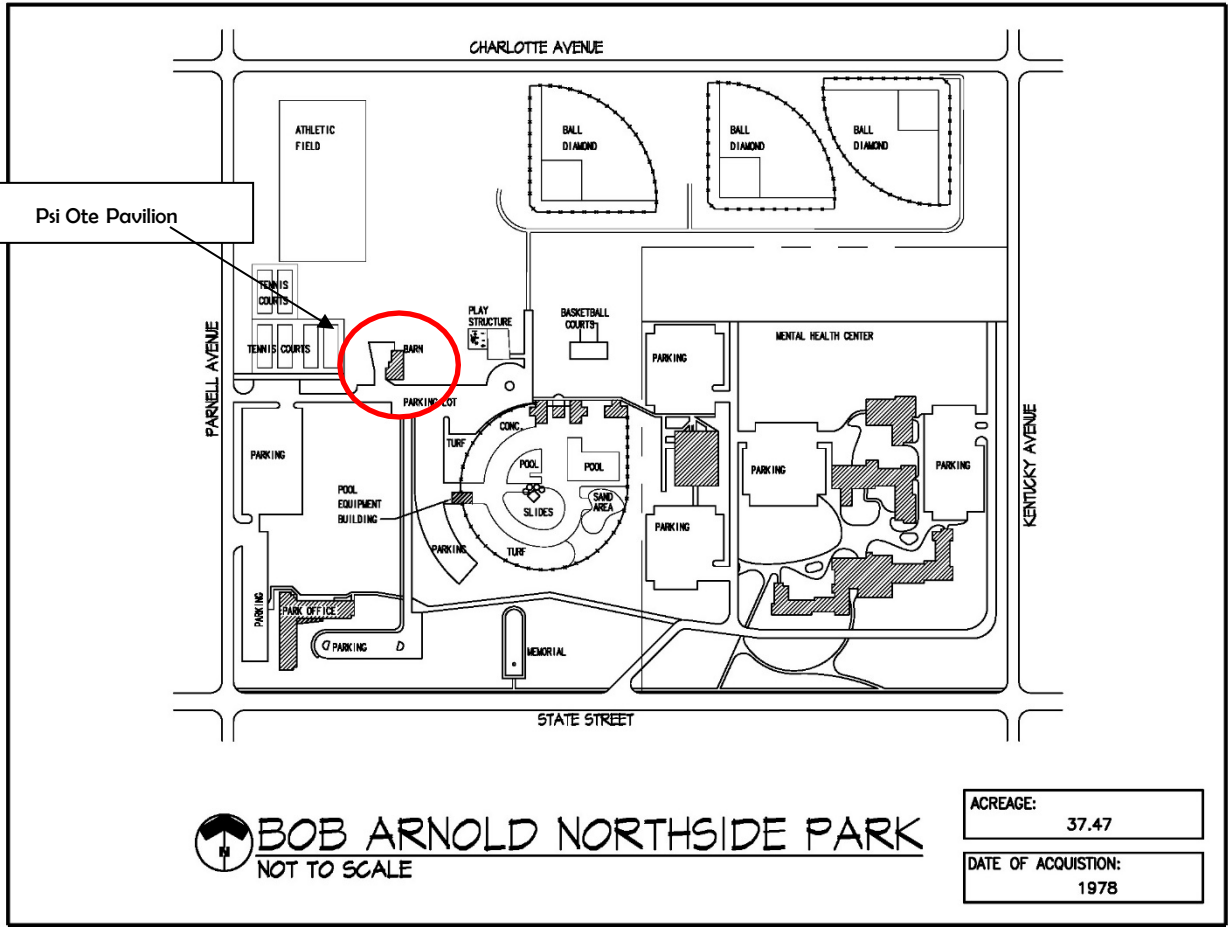 CHARLOTTE AVENUE
ATHLETIC
FIELD
BALL
DIAMOND
BALL
DIAMOND
BALL
DIAMOND
Psi Ote Pavilion
TENNIS
COURTS
TENNIS COURTS
PLAY
STRUCTURE
BASKETBALL
COURTS
BARN
PARKING
MENTAL HEALTH CENTER
PARNELL AVENUE
PARKING LOT
CONC.
TURF
PARKING
POOL
POOL
PARKING
PARKING
KENTUCKY AVENUE
POOL
EQUIPMENT
BUILDING
SLIDES
SAND
AREA
PARKING
PARKING
TURF
PARKING
PARK OFFICE
PARKING
MEMORIAL
STATE STREET
N
BOB ARNOLD NORTHSIDE PARK
NOT TO SCALE
ACREAGE:
37.47
DATE OF ACQUISTION:
1978